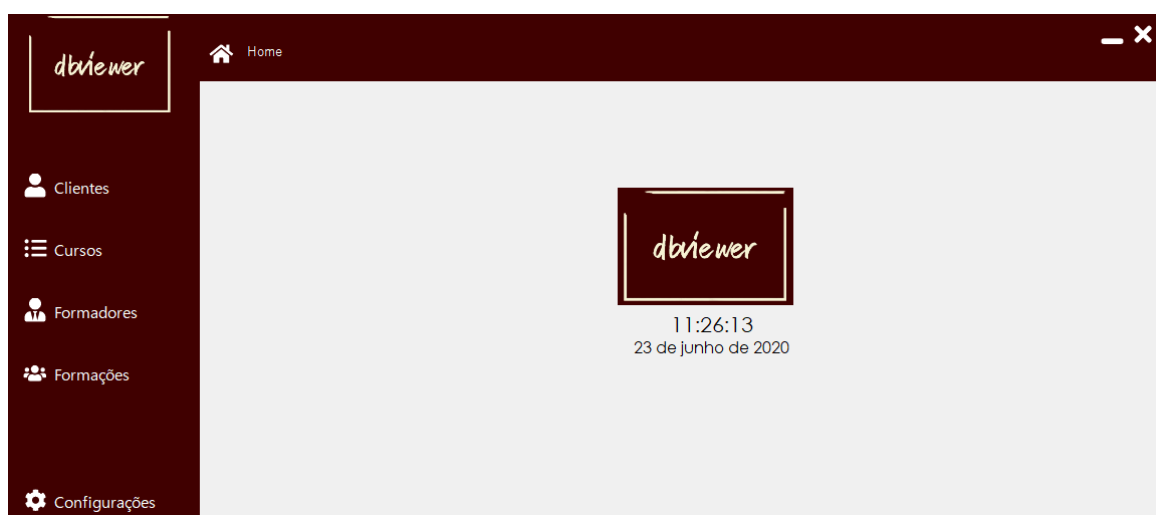 dbviewer
Home
Clientes
Cursos
Formadores
Formações
Configurações
dbviewer
11:26:13
23 de junho de 2020